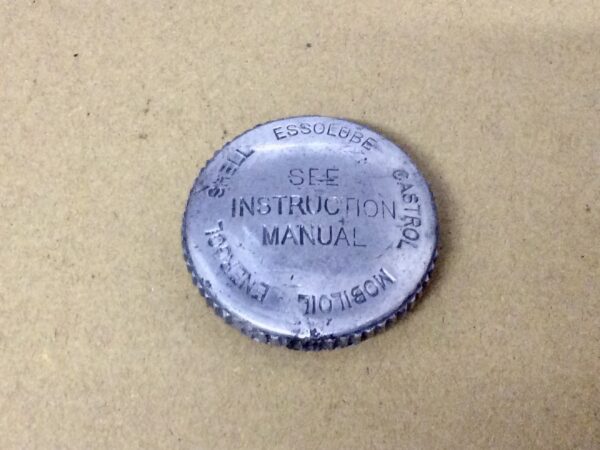 SEE
INSTRUCTION
MANUAL
SHELL ESSOLUBE CASTROL MOBILOIL ENERGOL